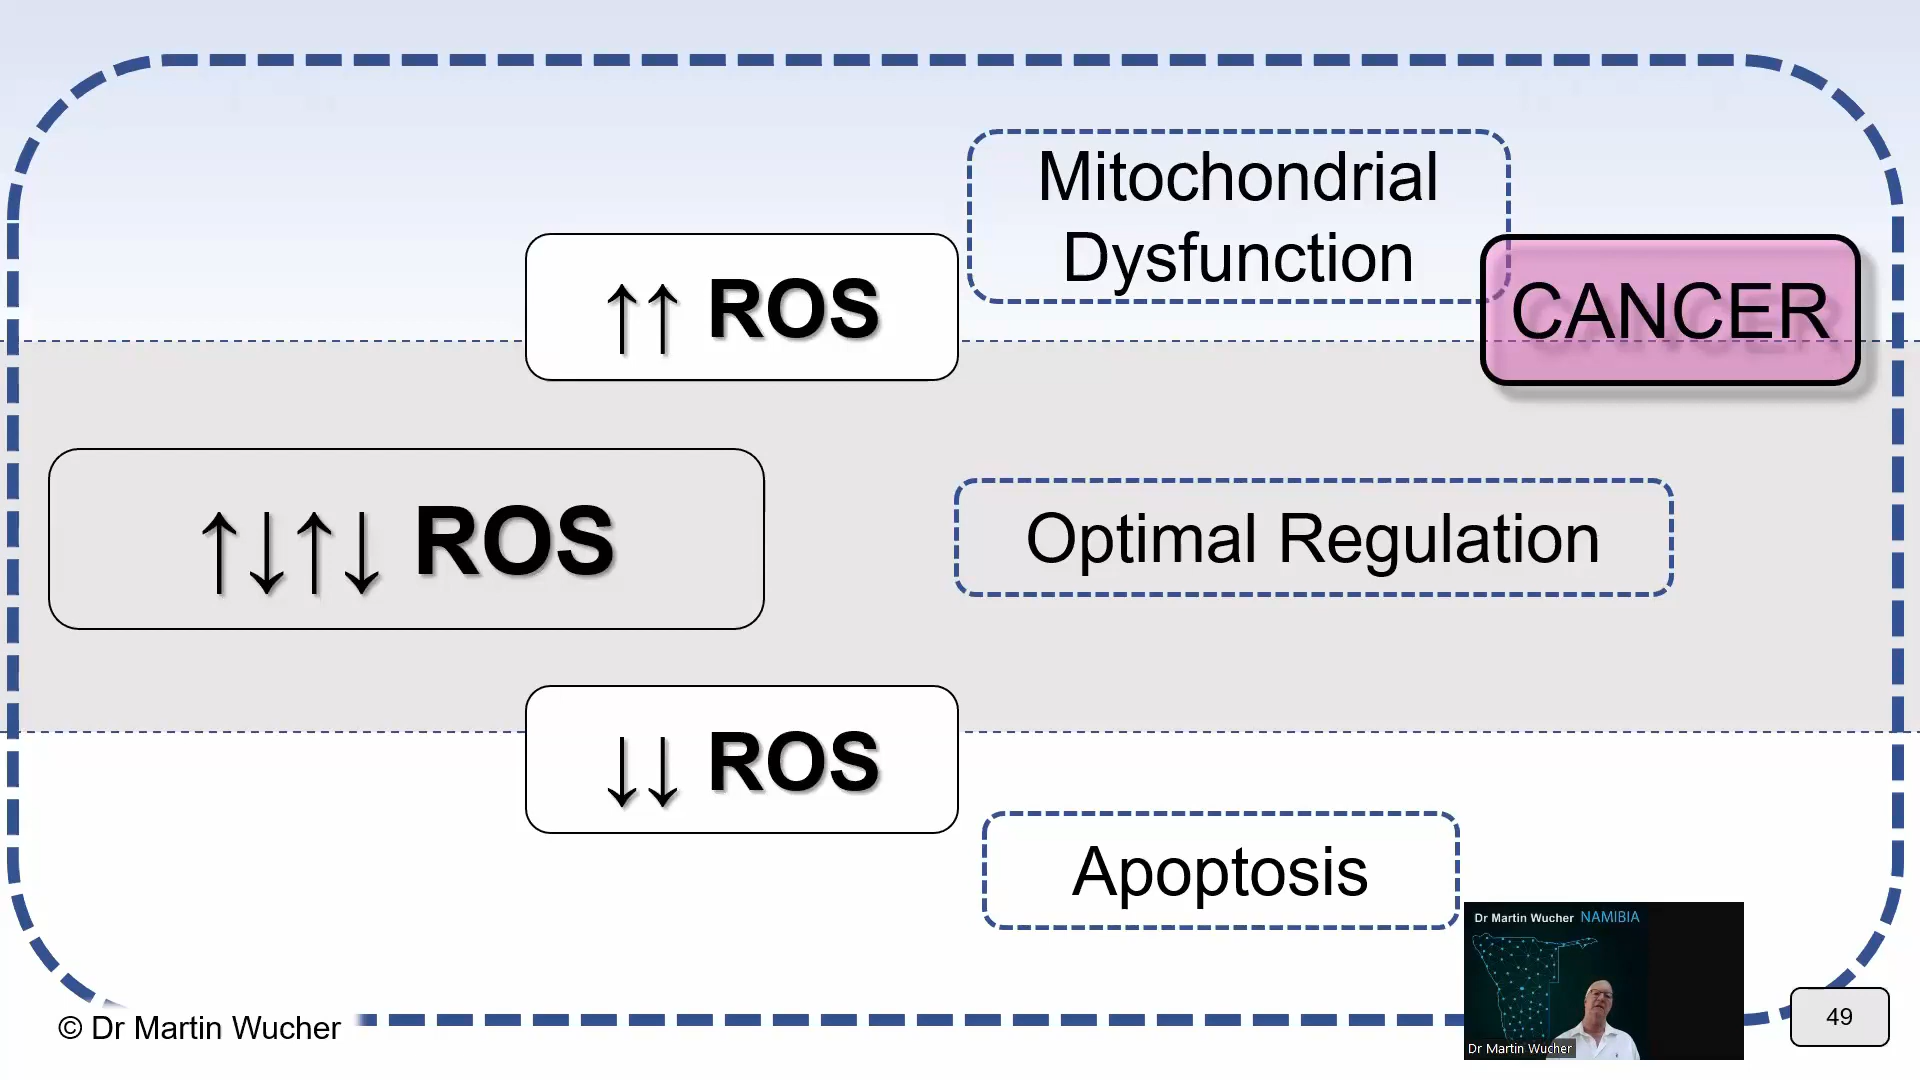 Mitochondrial
Dysfunction
↑↑ ROS
CANCER
↑↓↑↓ ROS
Optimal Regulation
↓↓ ROS
Apoptosis
Dr Martin Wucher NAMIBIA
Dr Martin Wucher
© Dr Martin Wucher
49